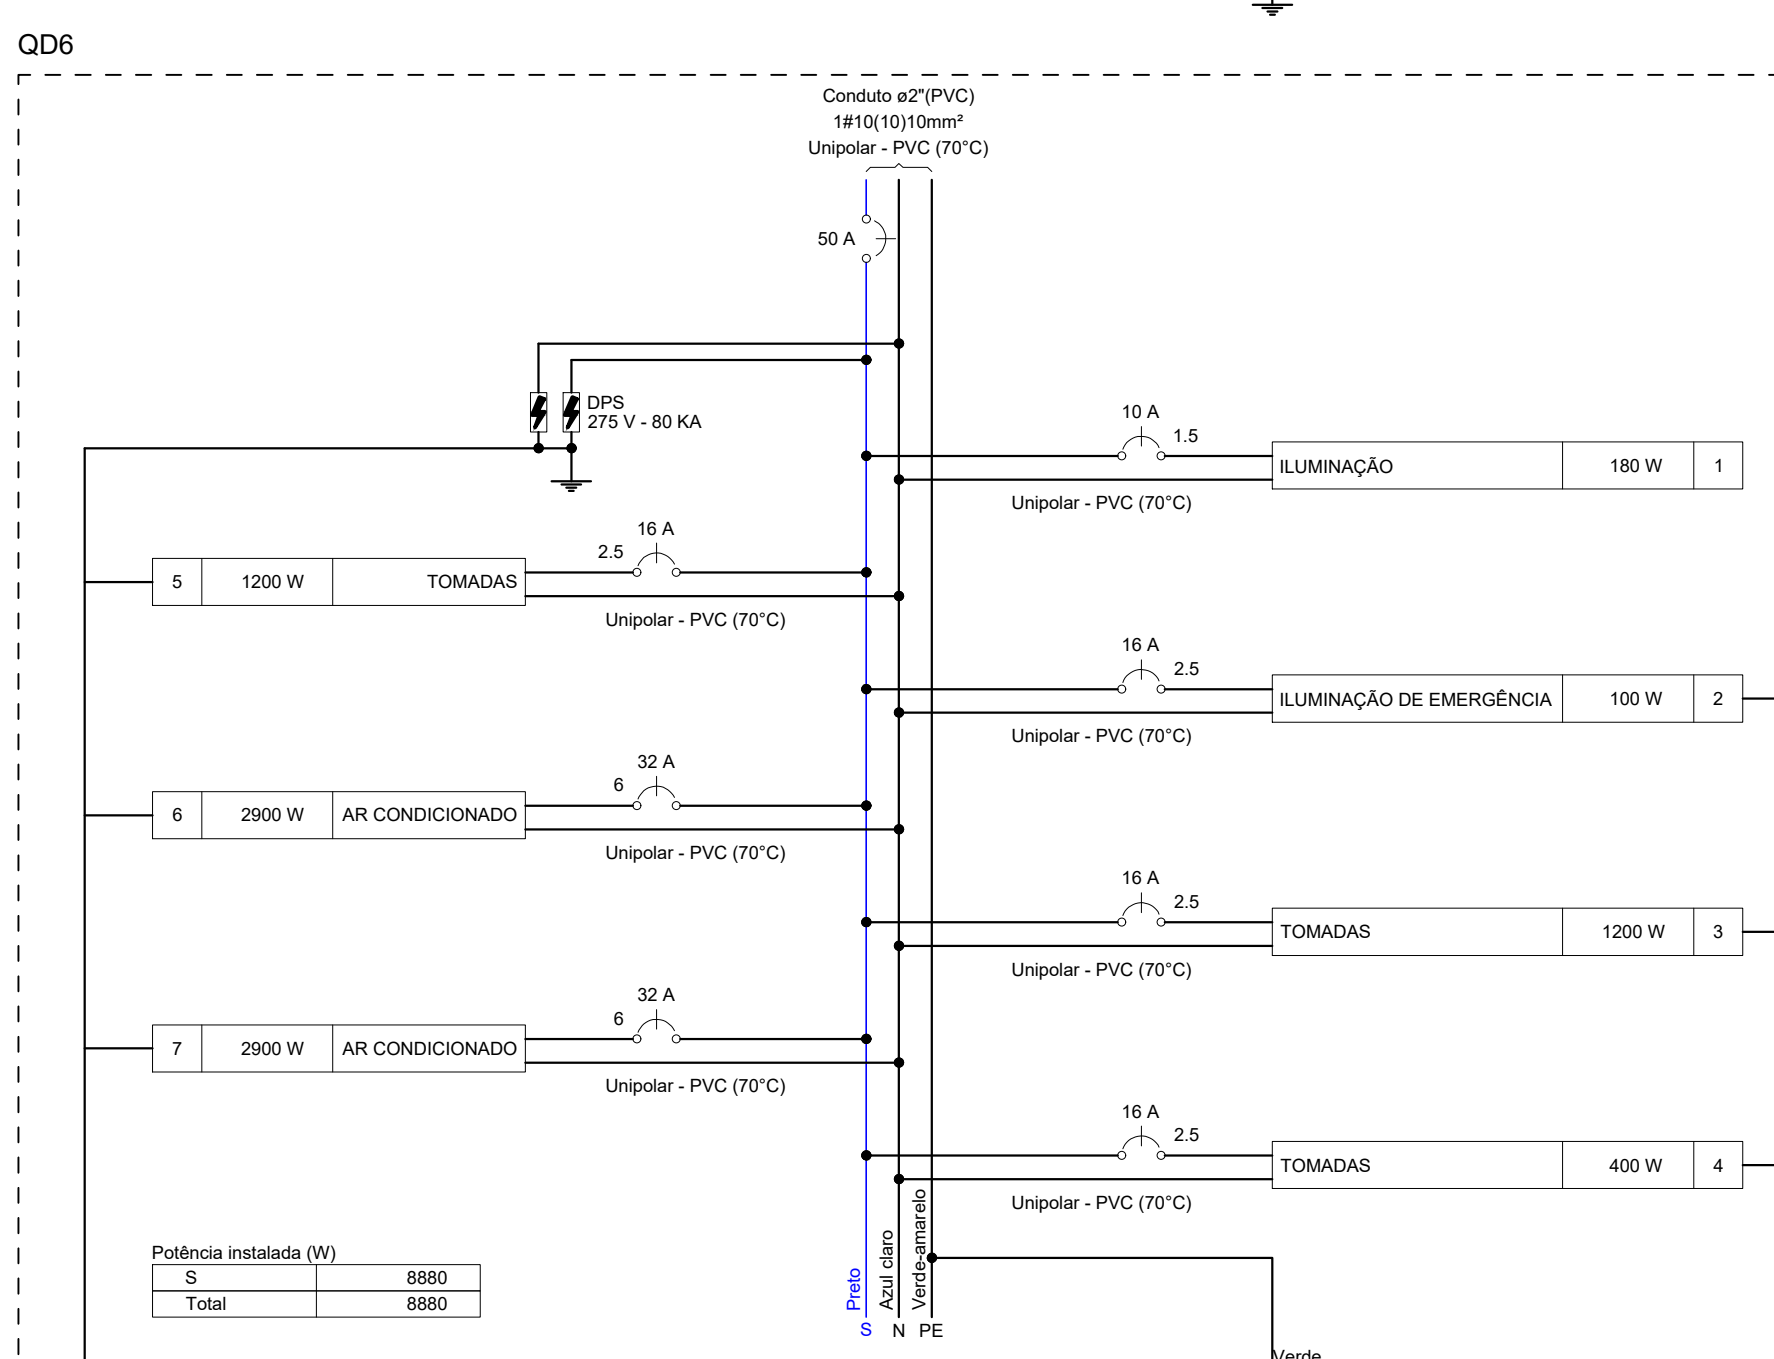 QD6
Conduto ø2"(PVC)
1#10(10)10mm²
Unipolar - PVC (70°C)
50 A
DPS
275 V - 80 KA
10 A
1.5
ILUMINAÇÃO 180 W 1
Unipolar - PVC (70°C)
16 A
2.5
5 1200 W TOMADAS
Unipolar - PVC (70°C)
16 A
2.5
ILUMINAÇÃO DE EMERGÊNCIA 100 W 2
Unipolar - PVC (70°C)
32 A
6
6 2900 W AR CONDICIONADO
Unipolar - PVC (70°C)
16 A
2.5
TOMADAS 1200 W 3
Unipolar - PVC (70°C)
32 A
6
7 2900 W AR CONDICIONADO
Unipolar - PVC (70°C)
16 A
2.5
TOMADAS 400 W 4
Unipolar - PVC (70°C)
Potência instalada (W)
S 8880
Total 8880
Preto
Azul claro
Verde-amarelo
S N PE
Verde